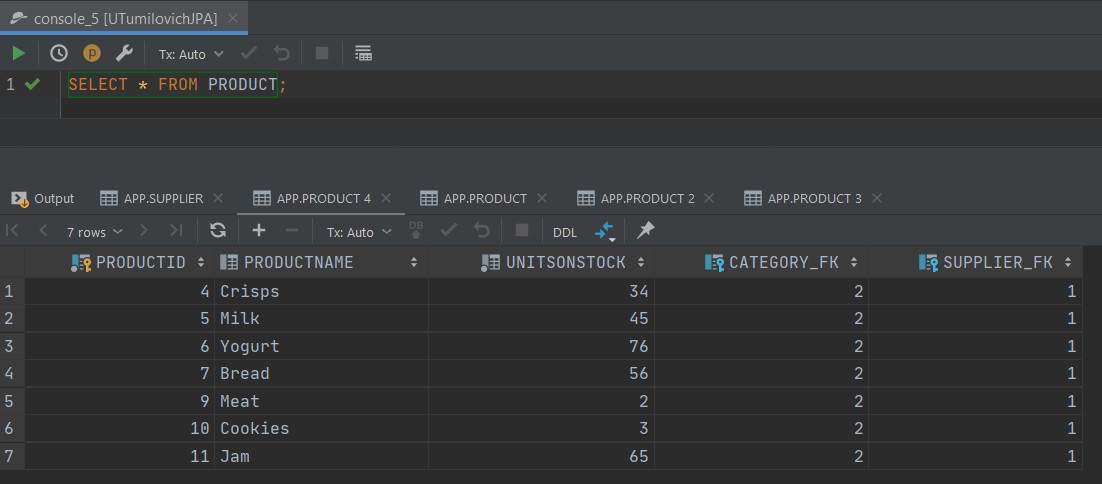 console_5 [UTumilovichJPA]
Tx: Auto
1 SELECT * FROM PRODUCT;
Output APP.SUPPLIER APP.PRODUCT 4 APP.PRODUCT APP.PRODUCT 2 APP.PRODUCT 3
7 rows Tx: Auto DB DDL
PRODUCTID PRODUCTNAME UNITSONSTOCK CATEGORY_FK SUPPLIER_FK
1 4 Crisps 34 2 1
2 5 Milk 45 2 1
3 6 Yogurt 76 2 1
4 7 Bread 56 2 1
5 9 Meat 2 2 1
6 10 Cookies 3 2 1
7 11 Jam 65 2 1